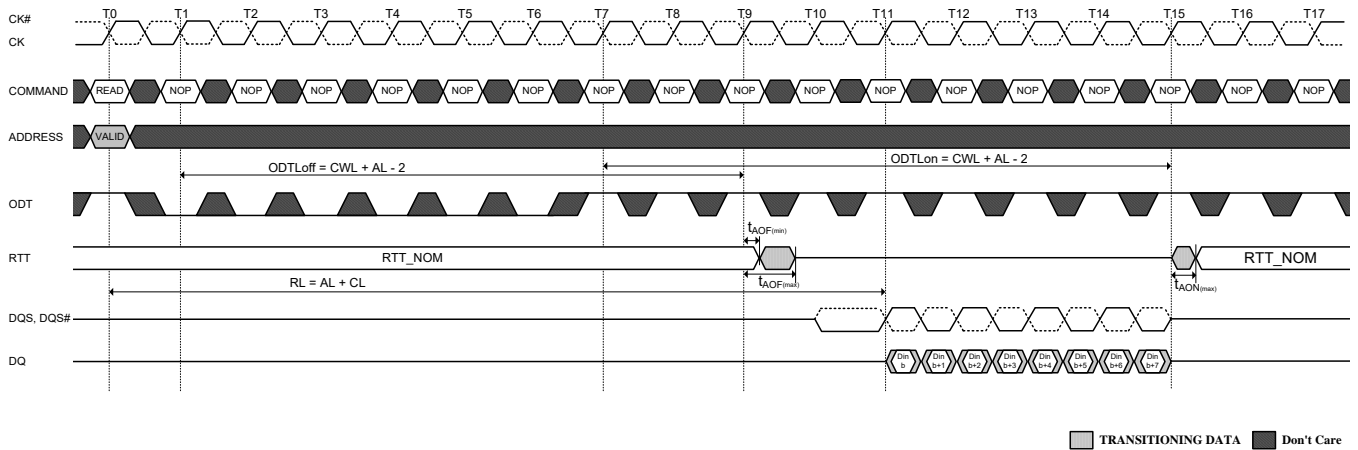 T0 T1 T2 T3 T4 T5 T6 T7 T8 T9 T10 T11 T12 T13 T14 T15 T16 T17
CK#
CK
COMMAND READ NOP NOP NOP NOP NOP NOP NOP NOP NOP NOP NOP NOP NOP NOP NOP NOP NOP
ADDRESS VALID
ODTLoff = CWL + AL - 2 ODTLon = CWL + AL - 2
ODT
tAOF(min)
RTT RTT_NOM RTT_NOM
RL = AL + CL tAOF(max) tAON(max)
DQS, DQS#
DQ Din b Din b+1 Din b+2 Din b+3 Din b+4 Din b+5 Din b+6 Din b+7
TRANSITIONING DATA Don't Care